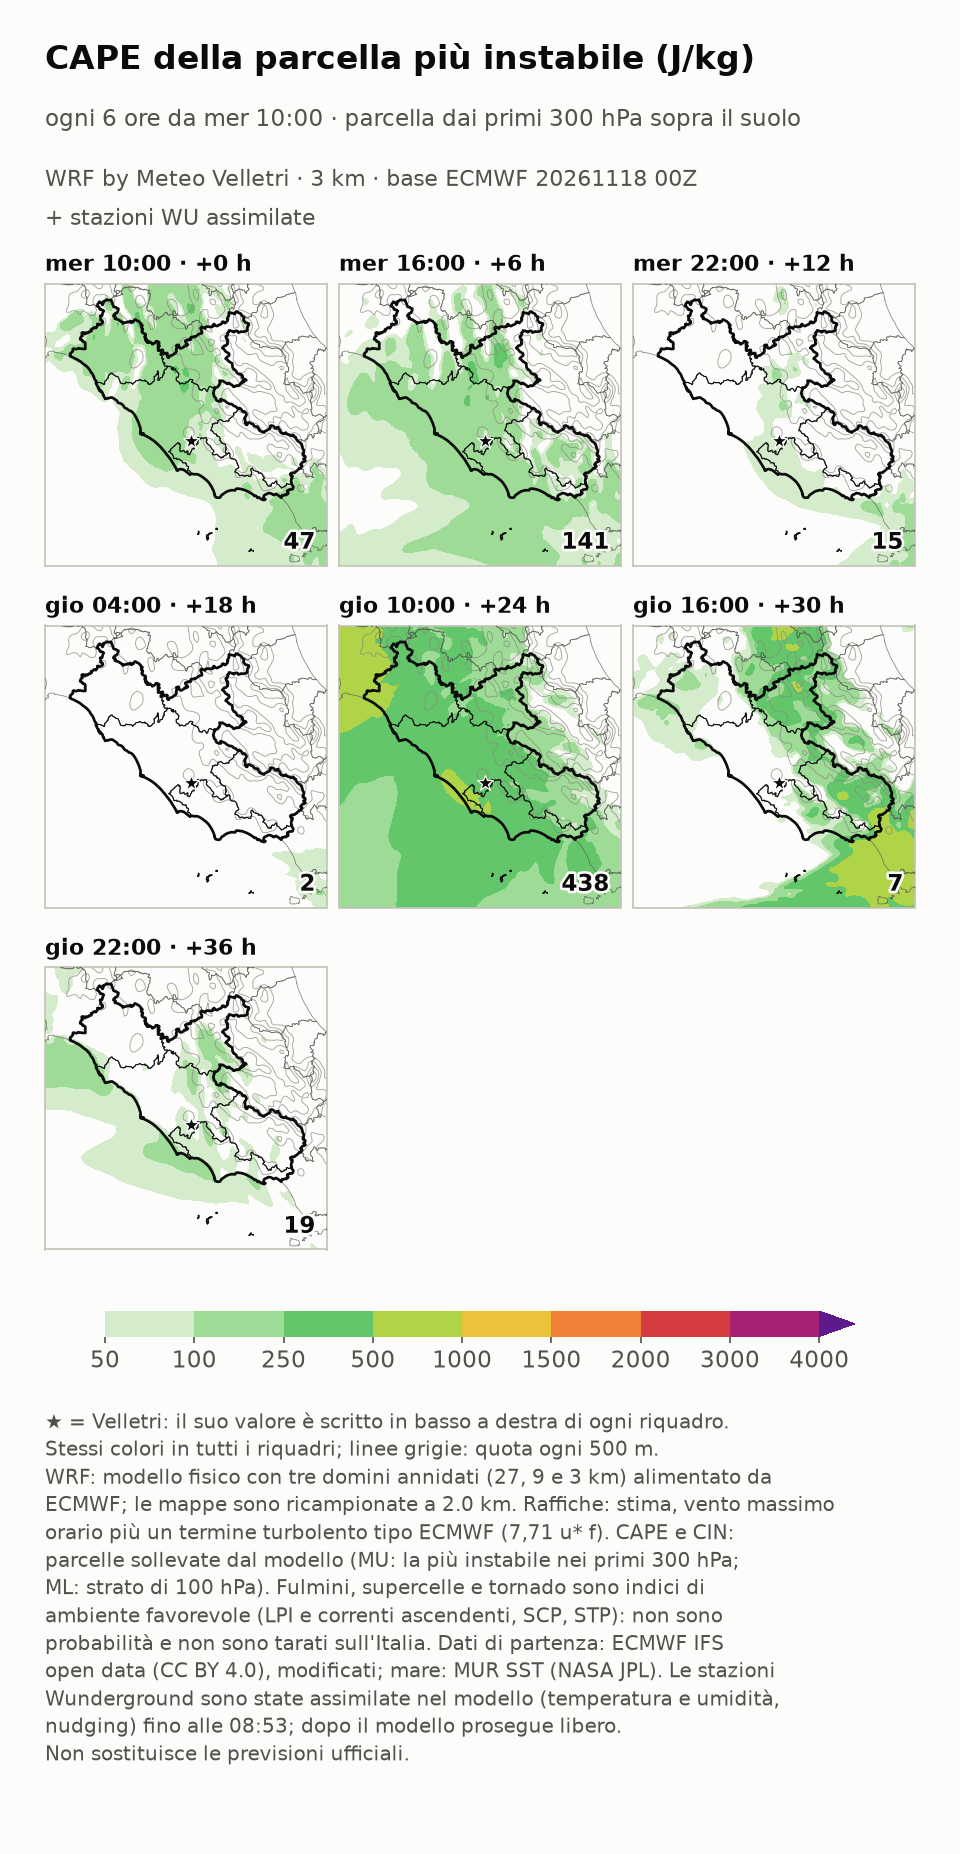 CAPE della parcella più instabile (J/kg)
ogni 6 ore da mer 10:00 · parcella dai primi 300 hPa sopra il suolo
WRF by Meteo Velletri · 3 km · base ECMWF 20261118 00Z
+ stazioni WU assimilate
mer 10:00 · +0 h
mer 16:00 · +6 h
mer 22:00 · +12 h
47
141
15
gio 04:00 · +18 h
gio 10:00 · +24 h
gio 16:00 · +30 h
2
438
7
gio 22:00 · +36 h
19
50 100 250 500 1000 1500 2000 3000 4000
★ = Velletri: il suo valore è scritto in basso a destra di ogni riquadro.
Stessi colori in tutti i riquadri; linee grigie: quota ogni 500 m.
WRF: modello fisico con tre domini annidati (27, 9 e 3 km) alimentato da
ECMWF; le mappe sono ricampionate a 2.0 km. Raffiche: stima, vento massimo
orario più un termine turbolento tipo ECMWF (7,71 u* f). CAPE e CIN:
parcelle sollevate dal modello (MU: la più instabile nei primi 300 hPa;
ML: strato di 100 hPa). Fulmini, supercelle e tornado sono indici di
ambiente favorevole (LPI e correnti ascendenti, SCP, STP): non sono
probabilità e non sono tarati sull'Italia. Dati di partenza: ECMWF IFS
open data (CC BY 4.0), modificati; mare: MUR SST (NASA JPL). Le stazioni
Wunderground sono state assimilate nel modello (temperatura e umidità,
nudging) fino alle 08:53; dopo il modello prosegue libero.
Non sostituisce le previsioni ufficiali.